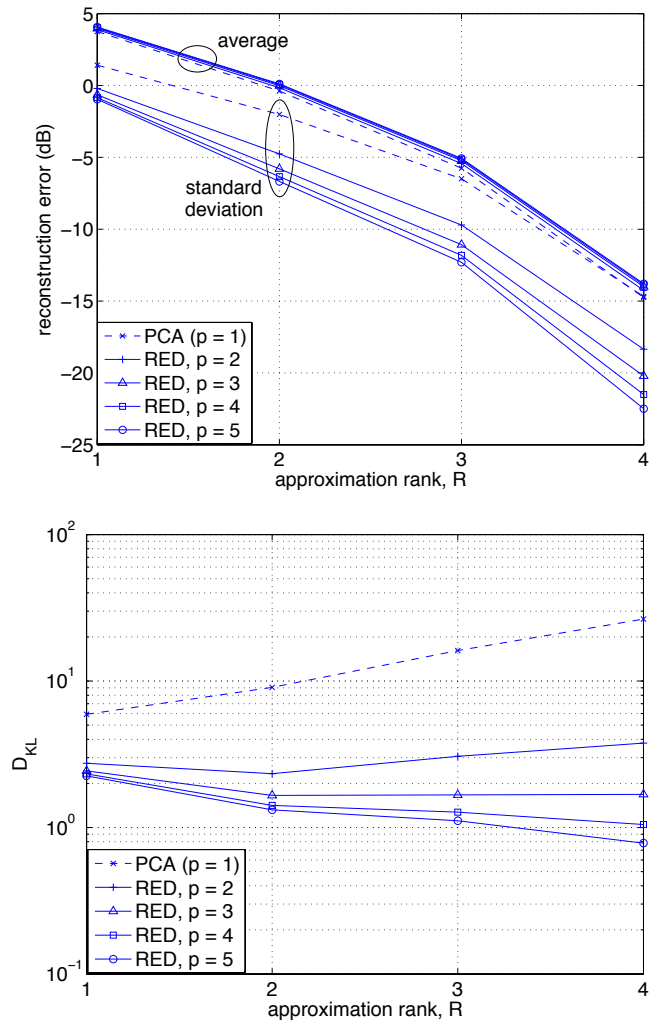 5
0
−5
−10
−15
−20
−25
reconstruction error (dB)
average
standard
deviation
PCA (p = 1)
RED, p = 2
RED, p = 3
RED, p = 4
RED, p = 5
1 2 3 4
approximation rank, R
10^2
10^1
10^0
10^−1
D_KL
PCA (p = 1)
RED, p = 2
RED, p = 3
RED, p = 4
RED, p = 5
1 2 3 4
approximation rank, R